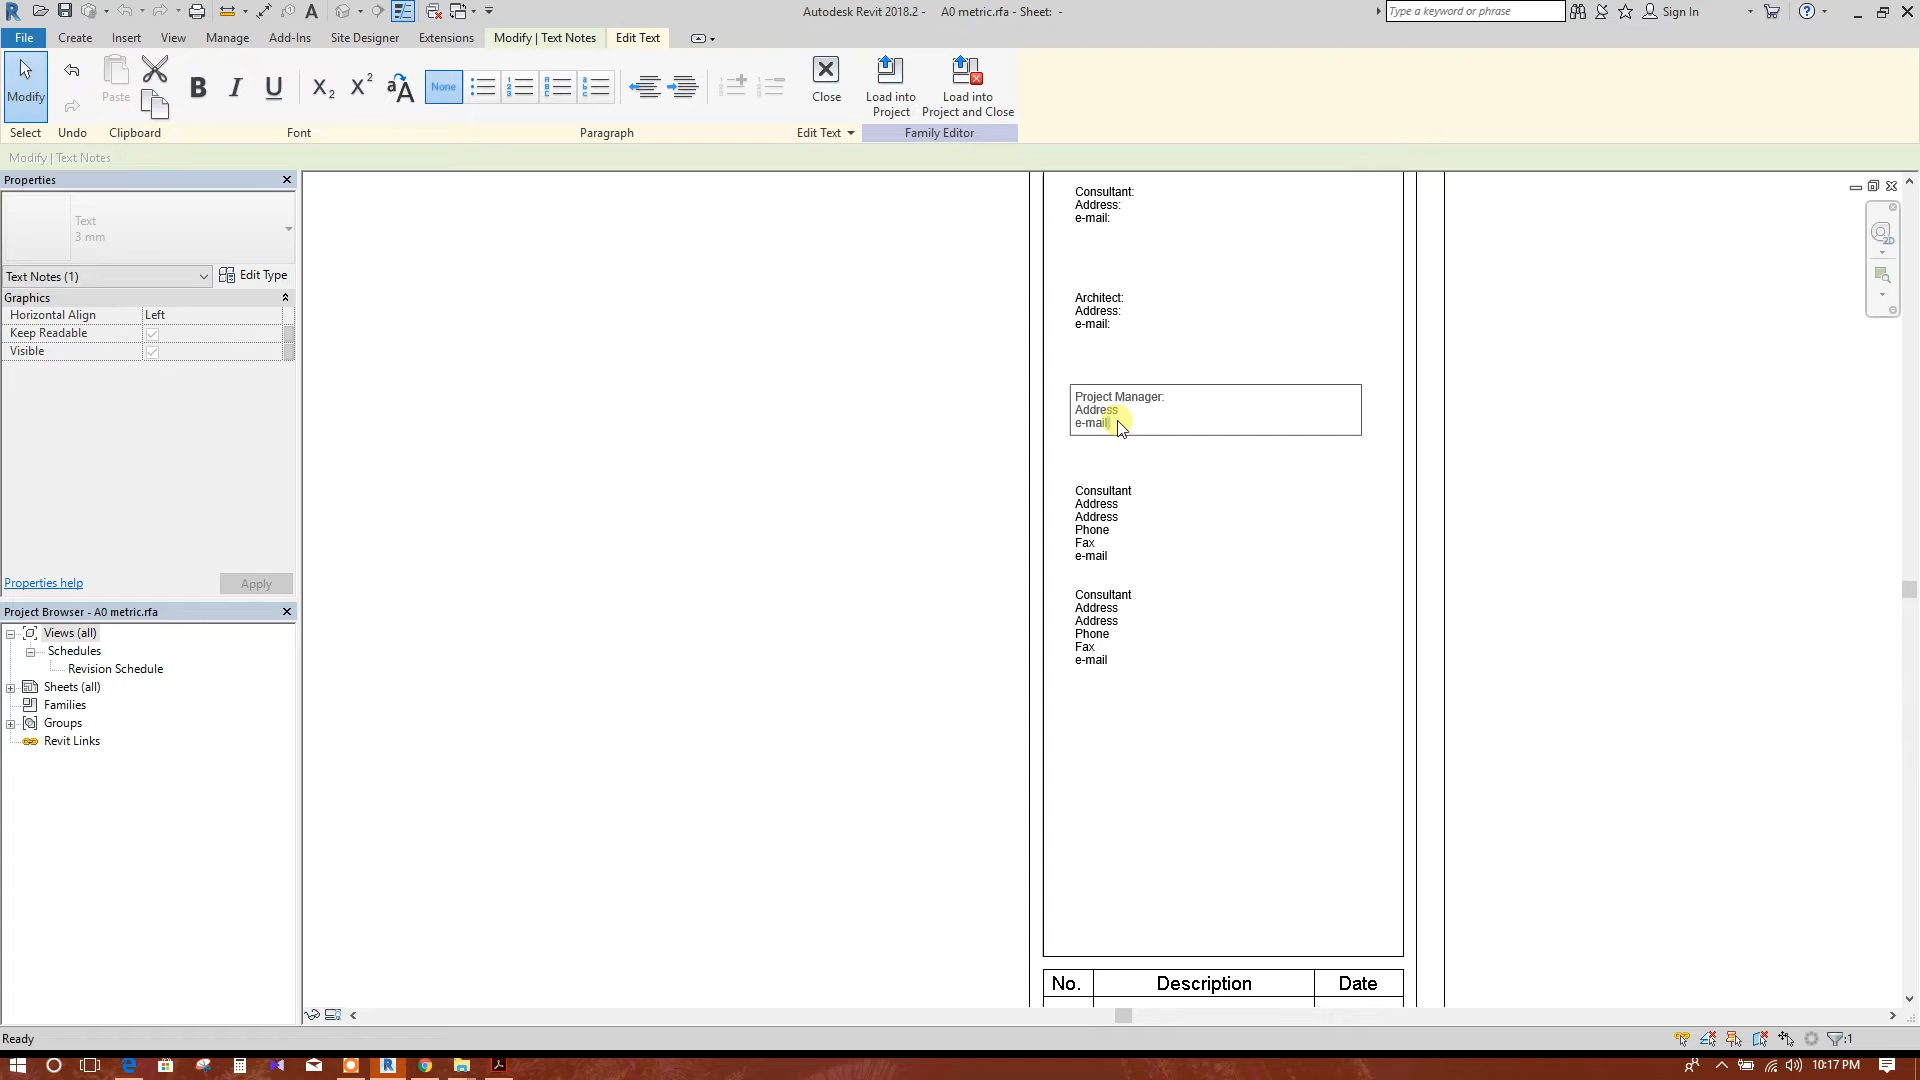 Autodesk Revit 2018.2 - A0 metric.rfa - Sheet: -
Type a keyword or phrase
Sign In
File Create Insert View Manage Add-Ins Site Designer Extensions Modify | Text Notes Edit Text
Modify
Paste
None
Close
Load into
Project
Load into
Project and Close
Select Undo Clipboard Font Paragraph Edit Text Family Editor
Modify | Text Notes
Properties
Text
3 mm
Text Notes (1) Edit Type
Graphics
Horizontal Align Left
Keep Readable
Visible
Properties help Apply
Project Browser - A0 metric.rfa
Views (all)
Schedules
Revision Schedule
Sheets (all)
Families
Groups
Revit Links
Consultant:
Address:
e-mail:
Architect:
Address:
e-mail:
Project Manager:
Address
e-mail
Consultant
Address
Address
Phone
Fax
e-mail
Consultant
Address
Address
Phone
Fax
e-mail
No. Description Date
2D
Ready
:1
10:17 PM